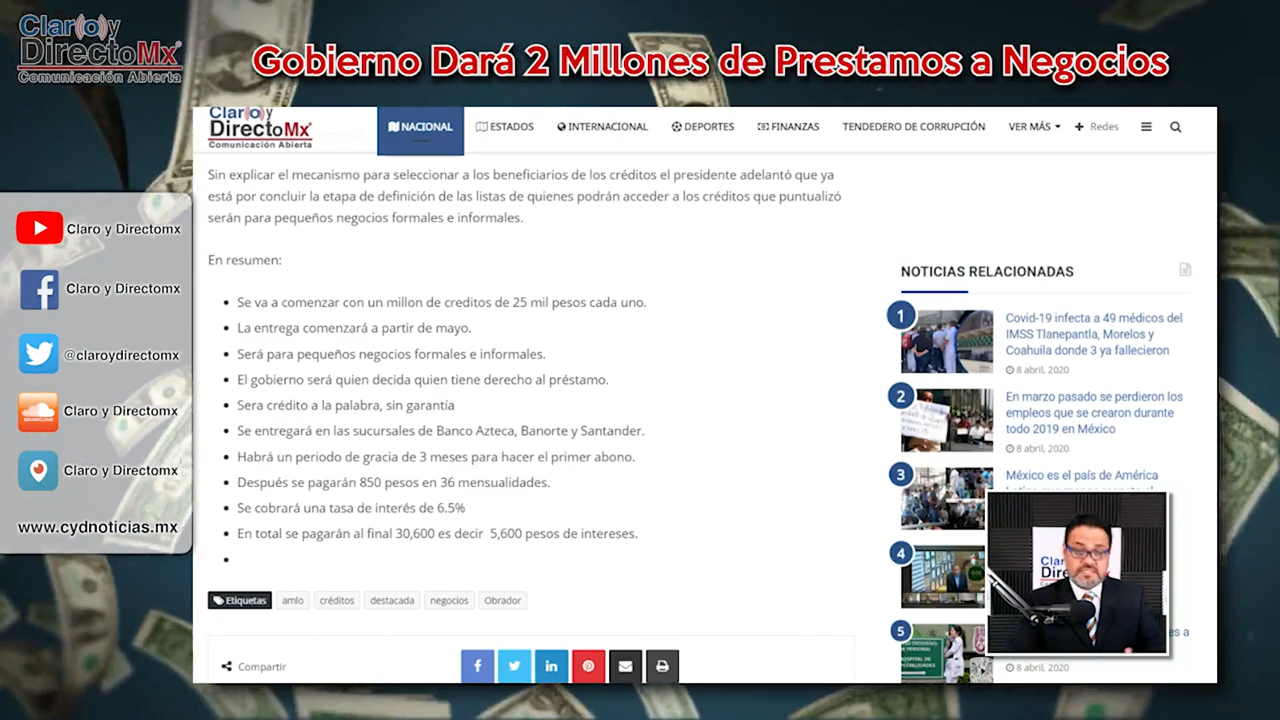 Claro y
DirectoMx
Comunicación Abierta
Gobierno Dará 2 Millones de Prestamos a Negocios
Claro y
DirectoMx
Comunicación Abierta
NACIONAL
ESTADOS
INTERNACIONAL
DEPORTES
FINANZAS
TENDEDERO DE CORRUPCIÓN
VER MÁS
Redes
Claro y Directomx
Claro y Directomx
@claroydirectomx
Claro y Directomx
SOUNDCLOUD
Claro y Directomx
www.cydnoticias.mx
Sin explicar el mecanismo para seleccionar a los beneficiarios de los créditos el presidente adelantó que ya
está por concluir la etapa de definición de las listas de quienes podrán acceder a los créditos que puntualizó
serán para pequeños negocios formales e informales.
En resumen:
Se va a comenzar con un millon de creditos de 25 mil pesos cada uno.
La entrega comenzará a partir de mayo.
Será para pequeños negocios formales e informales.
El gobierno será quien decida quien tiene derecho al préstamo.
Sera crédito a la palabra, sin garantía
Se entregará en las sucursales de Banco Azteca, Banorte y Santander.
Habrá un periodo de gracia de 3 meses para hacer el primer abono.
Después se pagarán 850 pesos en 36 mensualidades.
Se cobrará una tasa de interés de 6.5%
En total se pagarán al final 30,600 es decir 5,600 pesos de intereses.
Etiquetas
amlo
créditos
destacada
negocios
Obrador
Compartir
NOTICIAS RELACIONADAS
1
Covid-19 infecta a 49 médicos del
IMSS Tlanepantla, Morelos y
Coahuila donde 3 ya fallecieron
8 abril, 2020
2
En marzo pasado se perdieron los
empleos que se crearon durante
todo 2019 en México
8 abril, 2020
3
México es el país de América
4
5
8 abril, 2020